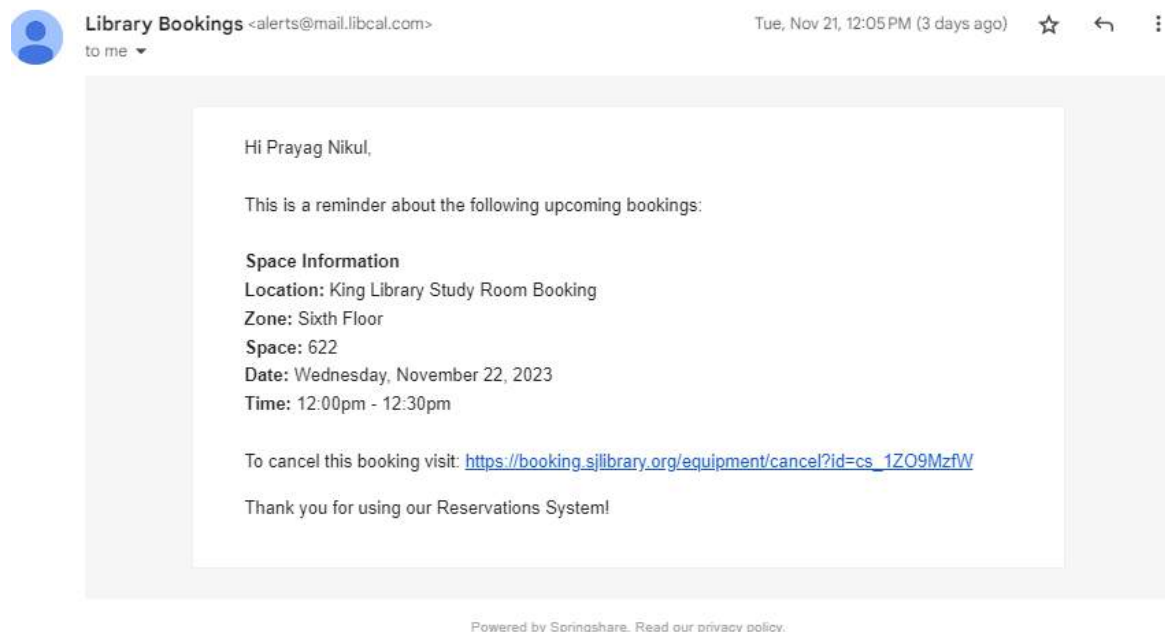 Library Bookings <alerts@mail.libcal.com>
Tue, Nov 21, 12:05 PM (3 days ago)
to me
Hi Prayag Nikul,
This is a reminder about the following upcoming bookings:
Space Information
Location: King Library Study Room Booking
Zone: Sixth Floor
Space: 622
Date: Wednesday, November 22, 2023
Time: 12:00pm - 12:30pm
To cancel this booking visit: https://booking.sjlibrary.org/equipment/cancel?id=cs_1ZO9MzfW
Thank you for using our Reservations System!
Powered by Springshare. Read our privacy policy.